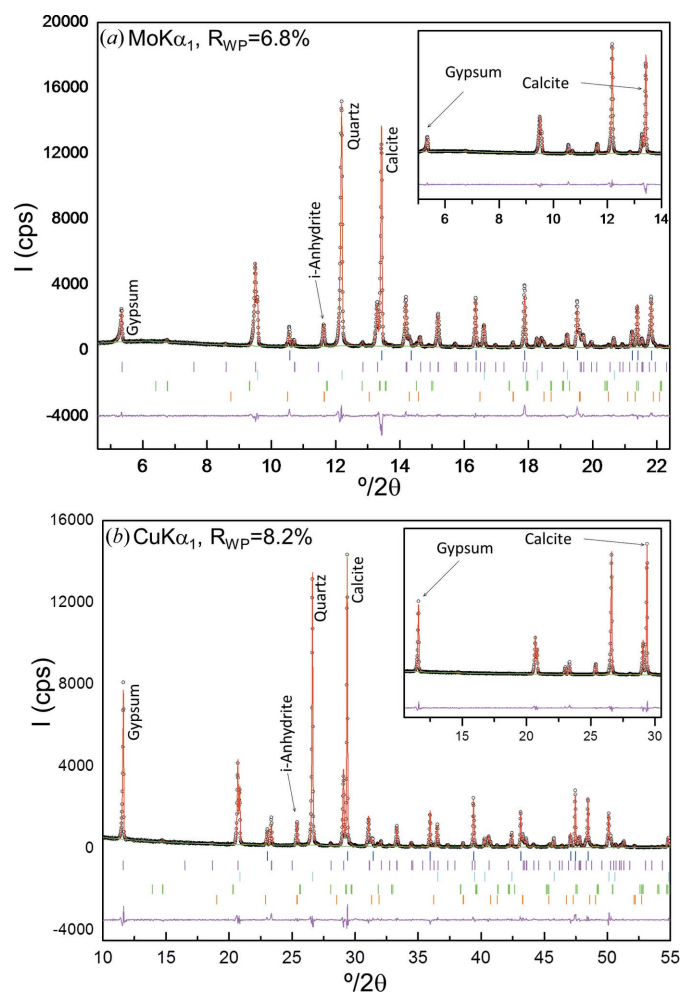 20000
(a) MoKα₁, R_WP=6.8%
16000
12000
8000
4000
0
-4000
I (cps)
Gypsum
i-Anhydrite
Quartz
Calcite
Gypsum
Calcite
6 8 10 12 14
6 8 10 12 14 16 18 20 22
º/2θ
16000
(b) CuKα₁, R_WP=8.2%
12000
8000
4000
0
-4000
I (cps)
Gypsum
i-Anhydrite
Quartz
Calcite
Gypsum
Calcite
15 20 25 30
10 15 20 25 30 35 40 45 50 55
º/2θ